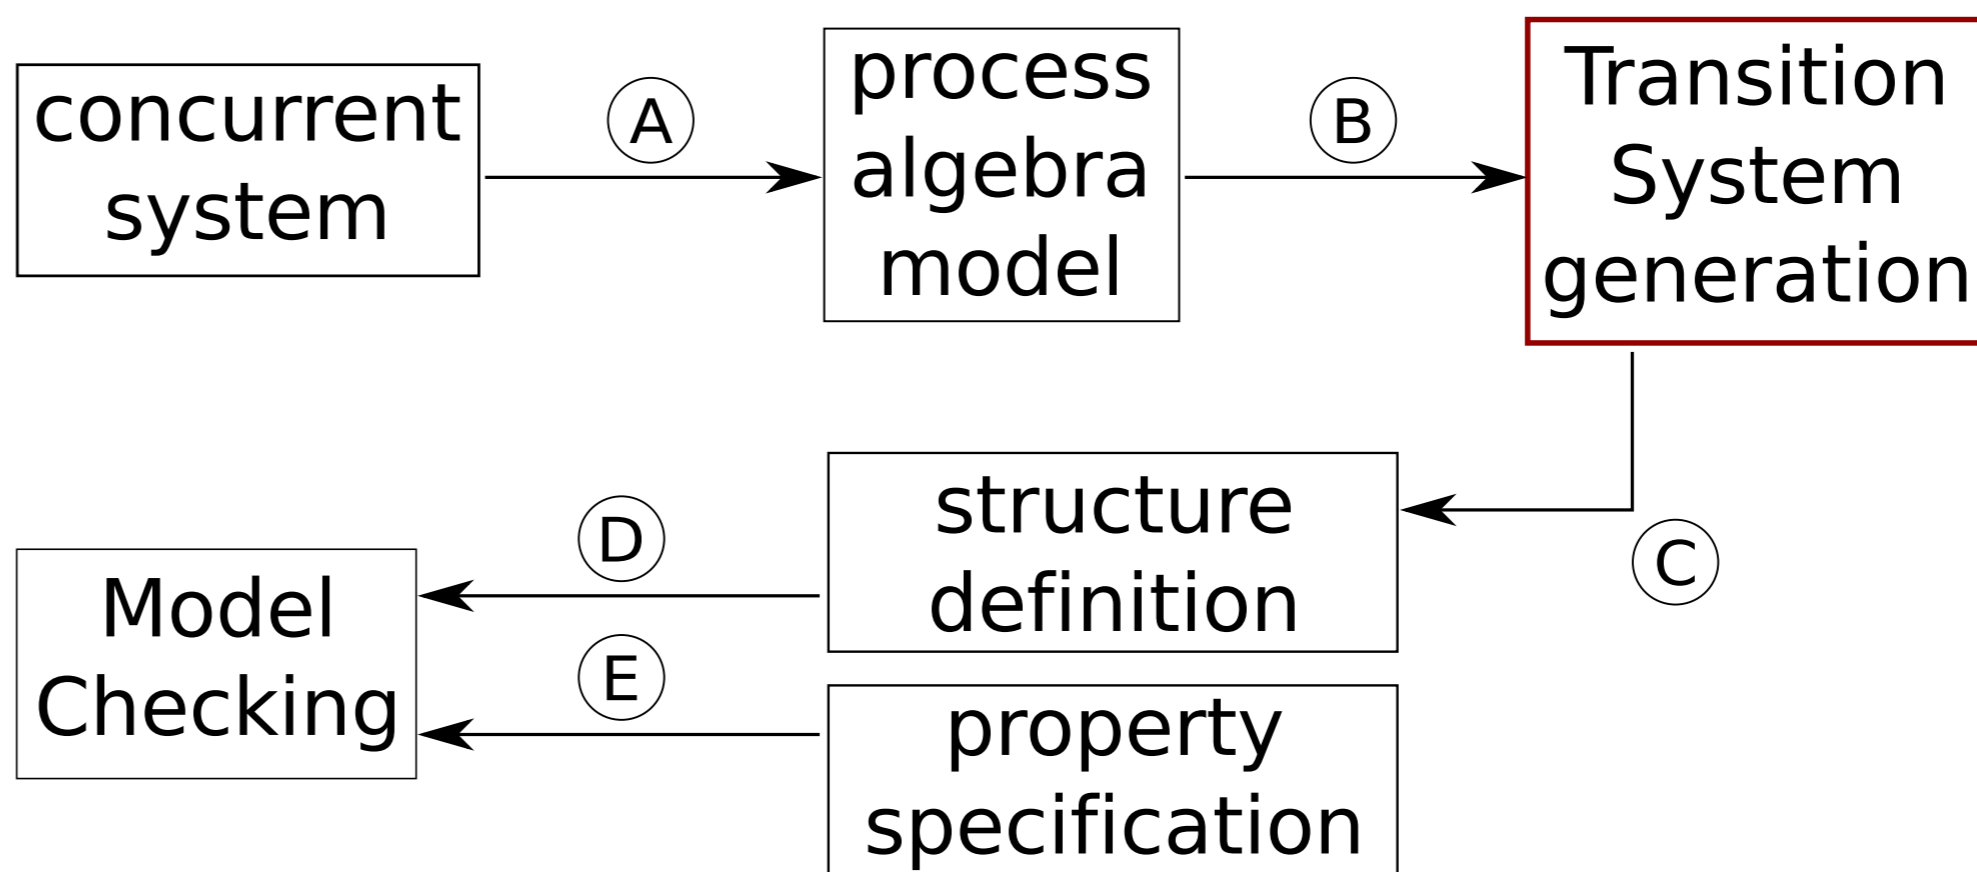 concurrent
system
A
process
algebra
model
B
Transition
System
generation
C
structure
definition
D
E
property
specification
Model
Checking